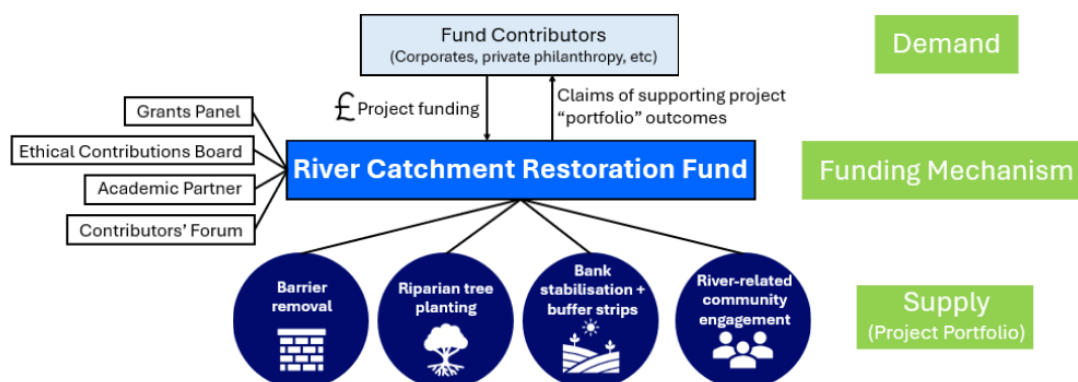 Fund Contributors
(Corporates, private philanthropy, etc)
Demand
£ Project funding
Claims of supporting project
"portfolio" outcomes
Grants Panel
Ethical Contributions Board
Academic Partner
Contributors' Forum
River Catchment Restoration Fund
Funding Mechanism
Barrier
removal
Riparian tree
planting
Bank
stabilisation +
buffer strips
River-related
community
engagement
Supply
(Project Portfolio)